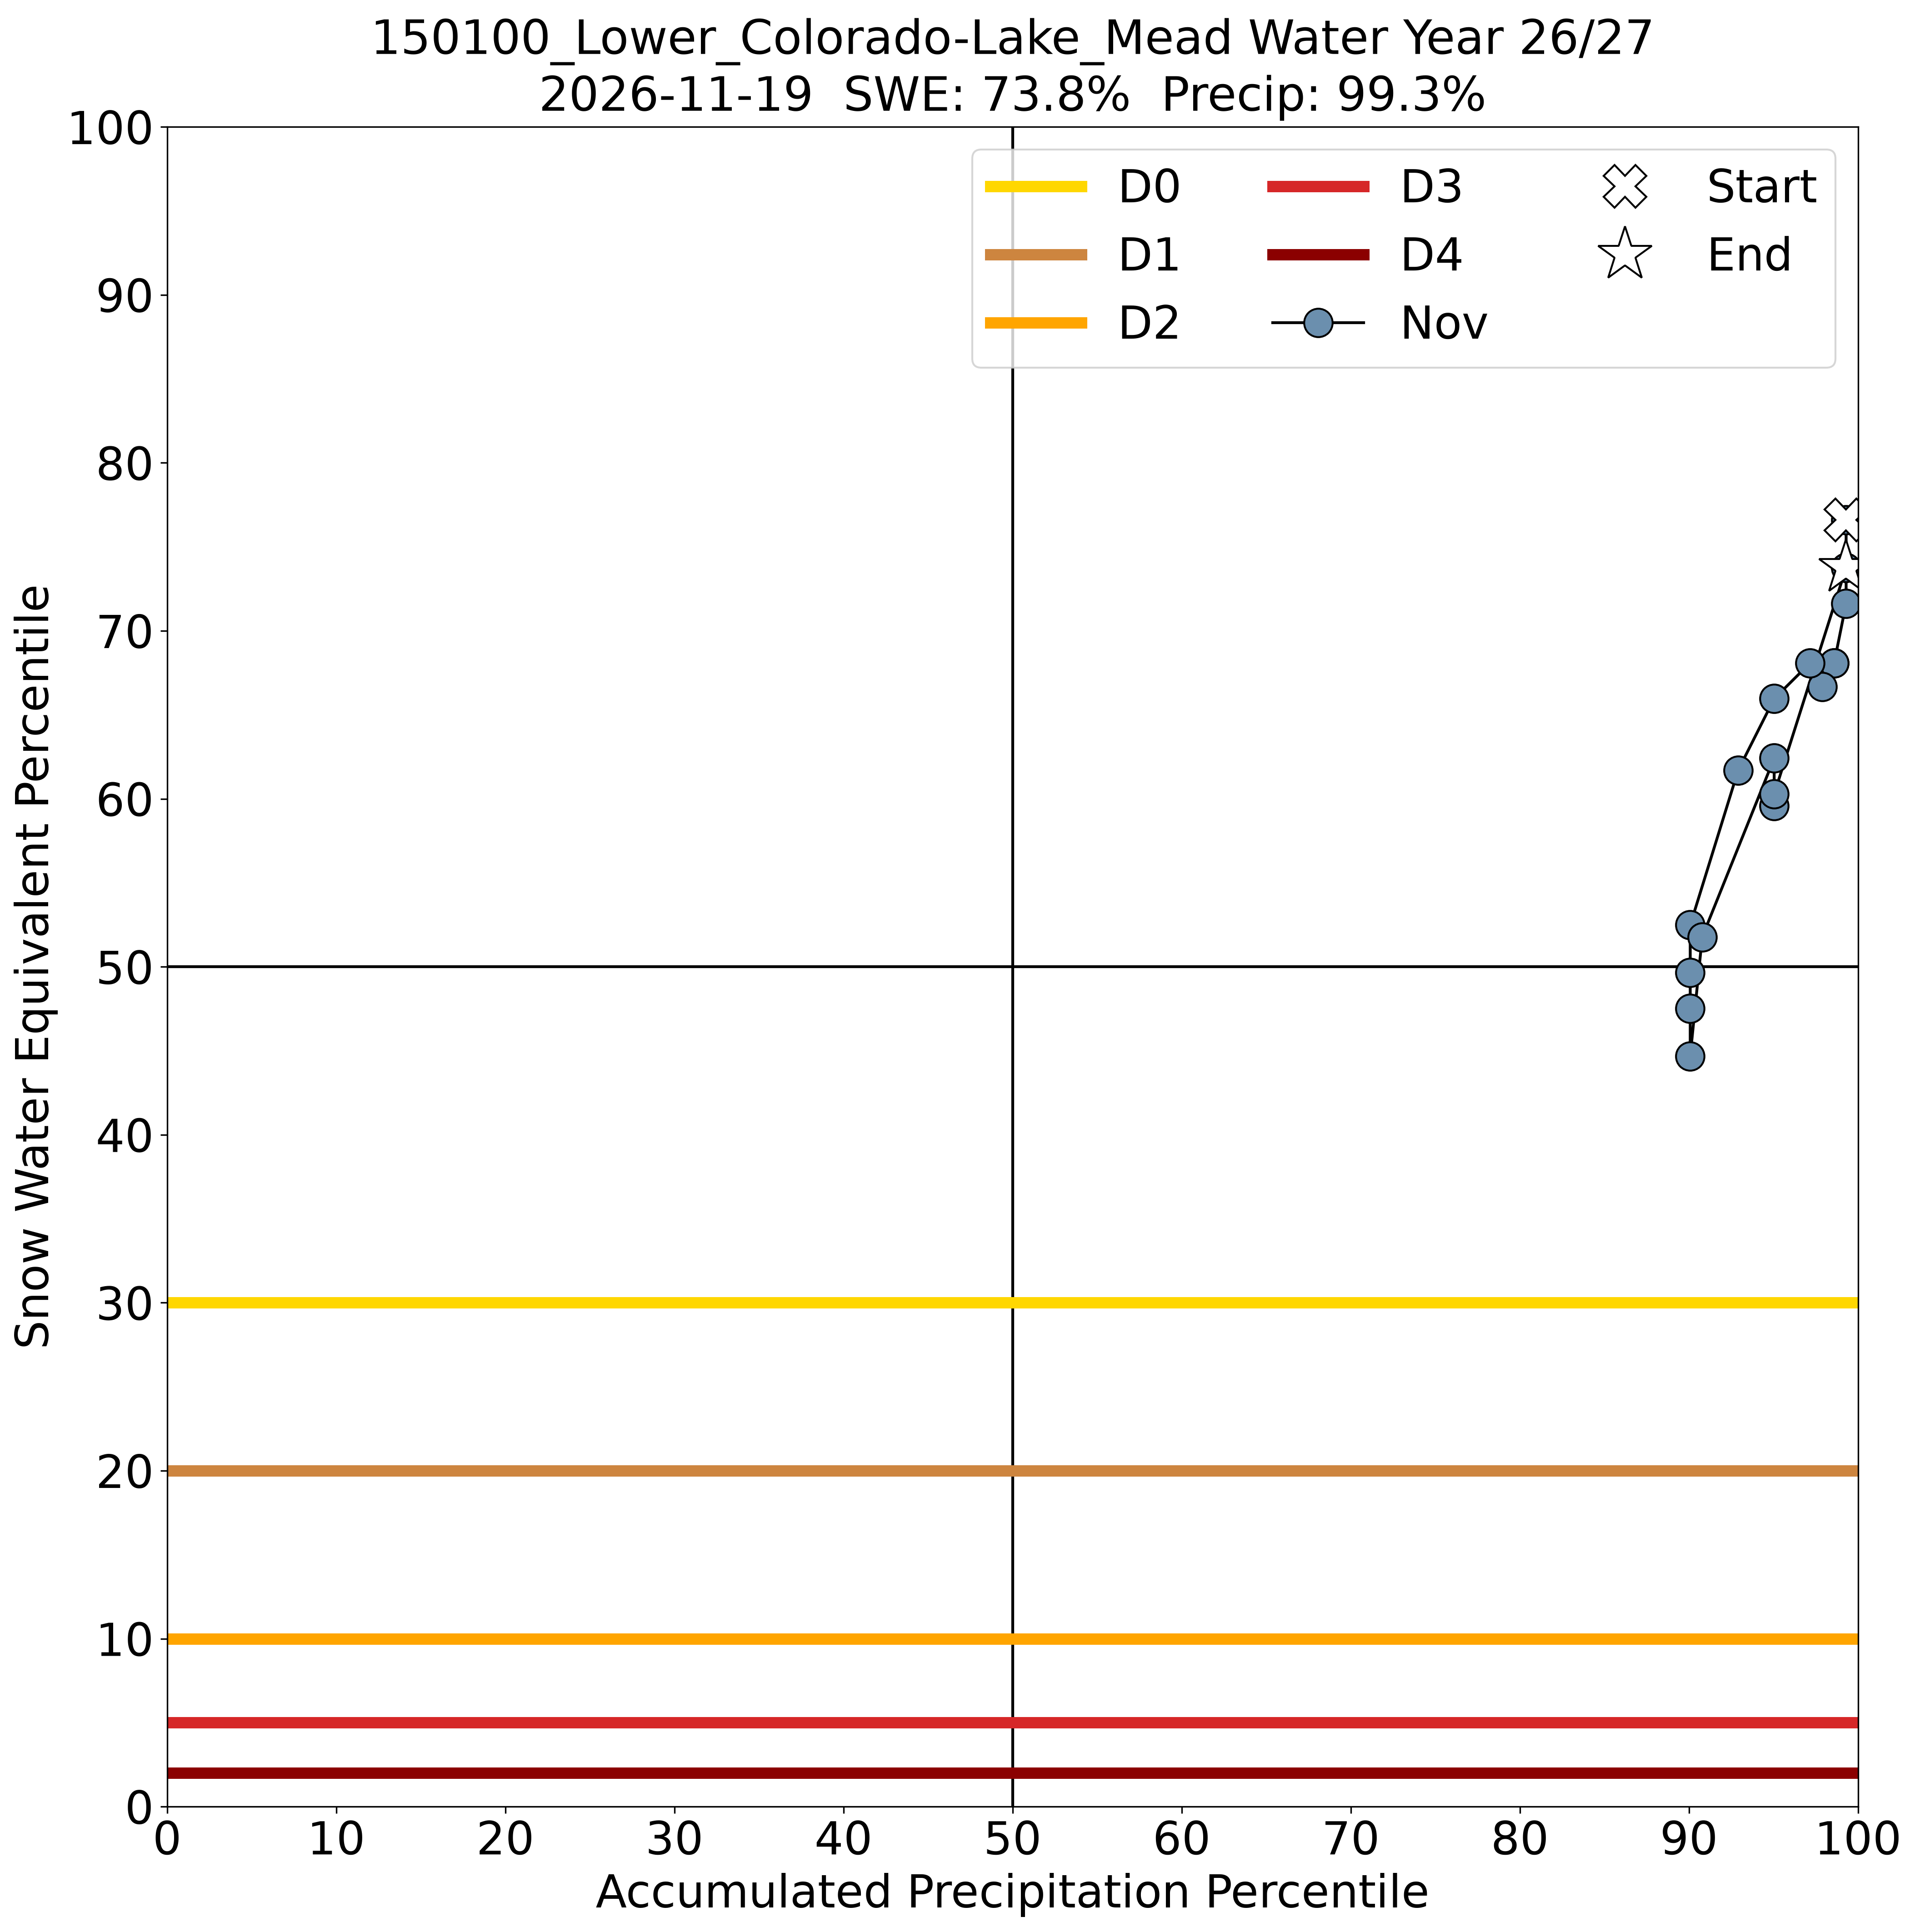 150100_Lower_Colorado-Lake_Mead Water Year 26/27
2026-11-19  SWE: 73.8%  Precip: 99.3%
100
90
80
70
60
50
40
30
20
10
0
Snow Water Equivalent Percentile
D0
D1
D2
D3
D4
Nov
Start
End
0 10 20 30 40 50 60 70 80 90 100
Accumulated Precipitation Percentile